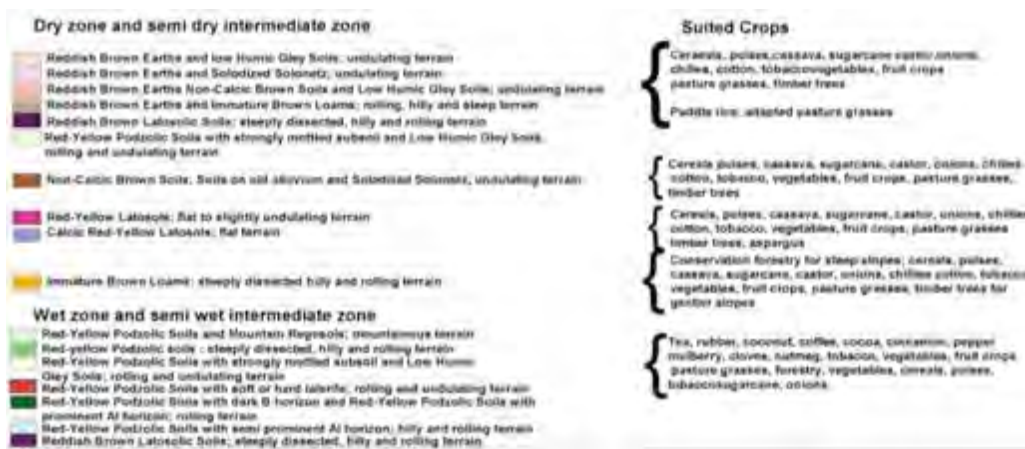 Dry zone and semi dry intermediate zone
Reddish Brown Earths and low Humic Gley Soils; undulating terrain
Reddish Brown Earths and Solodized Solonetz; undulating terrain
Reddish Brown Earths Non-Calcic Brown Soils and Low Humic Gley Soils; undulating terrain
Reddish Brown Earths and Immature Brown Loams; rolling, hilly and steep terrain
Reddish Brown Latosolic Soils; steeply dissected, hilly and rolling terrain
Red-Yellow Podzolic Soils with strongly mottled subsoil and Low Humic Gley Soils,
rolling and undulating terrain
Non-Calcic Brown Soils, Soils on old alluvium and Solodized Solonetz, undulating terrain
Red-Yellow Latosols; flat to slightly undulating terrain
Calcic Red-Yellow Latosols; flat terrain
Immature Brown Loams; steeply dissected hilly and rolling terrain
Wet zone and semi wet intermediate zone
Red-Yellow Podzolic Soils and Mountain Regosols; mountainous terrain
Red-yellow Podzolic soils : steeply dissected, hilly and rolling terrain
Red-Yellow Podzolic Soils with strongly mottled subsoil and Low Humic
Gley Soils; rolling and undulating terrain
Red-Yellow Podzolic Soils with soft or hard laterite; rolling and undulating terrain
Red-Yellow Podzolic Soils with dark B horizon and Red-Yellow Podzolic Soils with
prominent Al horizon; rolling terrain
Red-Yellow Podzolic Soils with semi prominent Al horizon; hilly and rolling terrain
Reddish Brown Latosolic Soils; steeply dissected, hilly and rolling terrain
Suited Crops
Cereals, pulses,cassava, sugarcane castor,onions,
chilles, cotton, tobaccovegetables, fruit crops
pasture grasses, timber trees
Paddle rice, adapted pasture grasses
Cereals pulses, cassava, sugarcane, castor, onions, chilles
cotton, tobacco, vegetables, fruit crops, pasture grasses,
timber trees
Cereals, pulses, cassava, sugarcane, castor, onions, chillies
cotton, tobacco, vegetables, fruit crops, pasture grasses
timber trees, aspargus
Conservation forestry for steep slopes; cereals, pulses,
cassava, sugarcane, castor, onions, chillies cotton, tobacco
vegetables, fruit crops, pasture grasses, timber trees for
gentler slopes
Tea, rubber, coconut, coffee, cocoa, cinnamon, pepper
mulberry, cloves, nutmeg, tobacon, vegetables, fruit crops
pasture grasses, forestry, vegetables, cereals, pulses,
tobaccosugarcane, onions